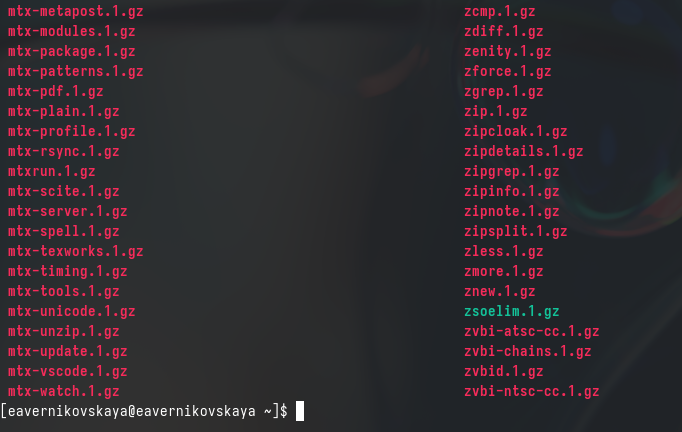 mtx-metapost.1.gz zcmp.1.gz
mtx-modules.1.gz zdiff.1.gz
mtx-package.1.gz zenity.1.gz
mtx-patterns.1.gz zforce.1.gz
mtx-pdf.1.gz zgrep.1.gz
mtx-plain.1.gz zip.1.gz
mtx-profile.1.gz zipcloak.1.gz
mtx-rsync.1.gz zipdetails.1.gz
mtxrun.1.gz zipgrep.1.gz
mtx-scite.1.gz zipinfo.1.gz
mtx-server.1.gz zipnote.1.gz
mtx-spell.1.gz zipsplit.1.gz
mtx-texworks.1.gz zless.1.gz
mtx-timing.1.gz zmore.1.gz
mtx-tools.1.gz znew.1.gz
mtx-unicode.1.gz zsoelim.1.gz
mtx-unzip.1.gz zvbi-atsc-cc.1.gz
mtx-update.1.gz zvbi-chains.1.gz
mtx-vscode.1.gz zvbid.1.gz
mtx-watch.1.gz zvbi-ntsc-cc.1.gz
[eavernikovskaya@eavernikovskaya ~]$